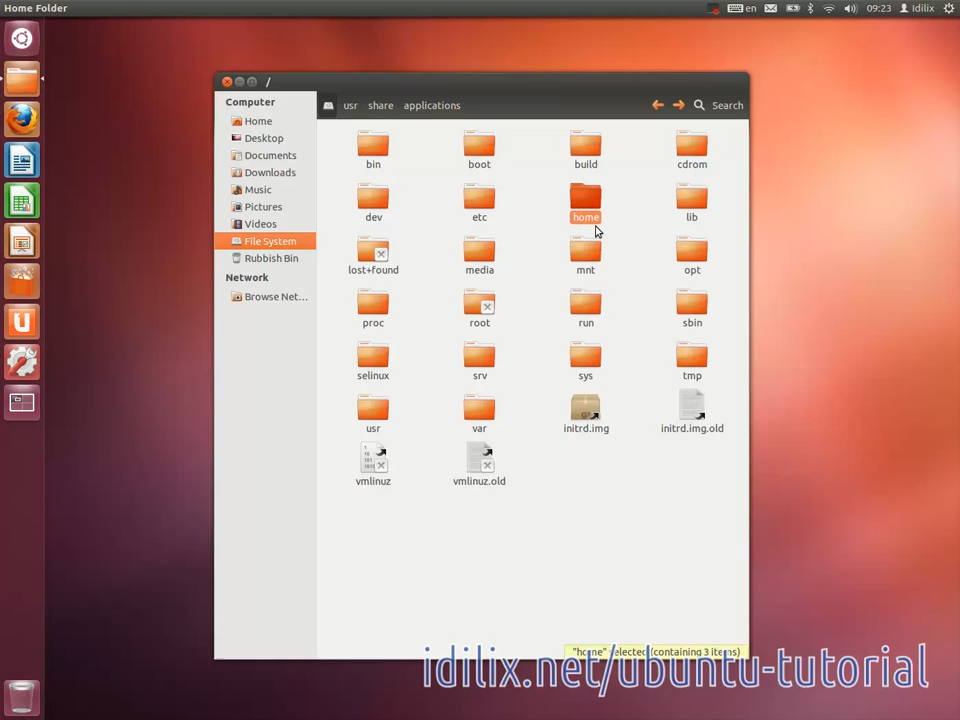 Home Folder
en
09:23
Idilix
/
Computer
usr share applications
Search
Home
Desktop
Documents
Downloads
Music
Pictures
Videos
File System
Rubbish Bin
Network
Browse Net...
bin boot build cdrom
dev etc home lib
lost+found media mnt opt
proc root run sbin
selinux srv sys tmp
usr var initrd.img initrd.img.old
vmlinuz vmlinuz.old
"home" selected (containing 3 items)
idilix.net/ubuntu-tutorial